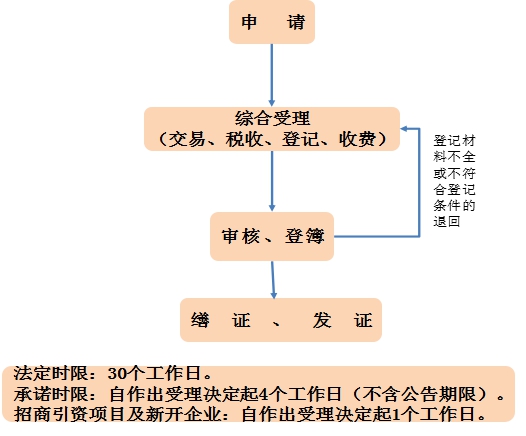 申 请
综合受理
（交易、税收、登记、收费）
登记材
料不全
或不符
合登记
条件的
退回
审核、登簿
缮 证 、 发 证
法定时限：30个工作日。
承诺时限：自作出受理决定起4个工作日（不含公告期限）。
招商引资项目及新开企业：自作出受理决定起1个工作日。